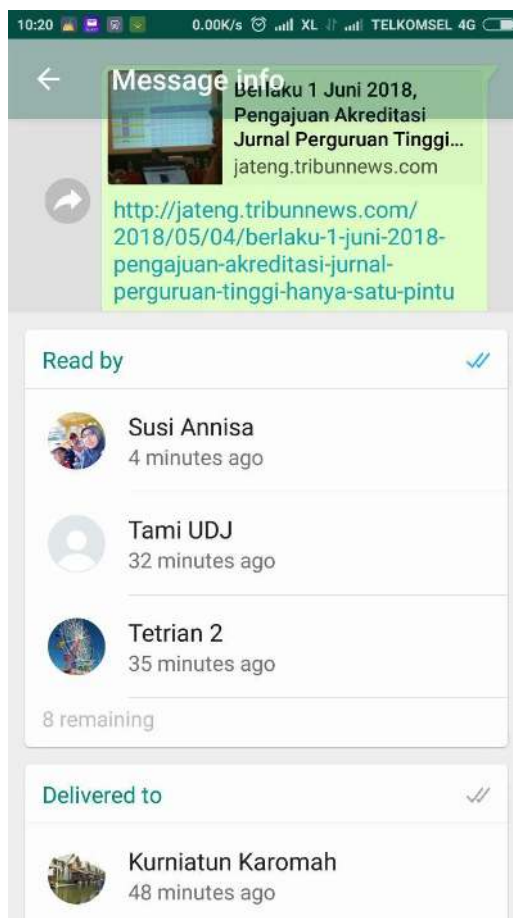 10:20 0.00K/s XL TELKOMSEL 4G
Message info
Berlaku 1 Juni 2018,
Pengajuan Akreditasi
Jurnal Perguruan Tinggi...
jateng.tribunnews.com
http://jateng.tribunnews.com/
2018/05/04/berlaku-1-juni-2018-
pengajuan-akreditasi-jurnal-
perguruan-tinggi-hanya-satu-pintu
Read by
Susi Annisa
4 minutes ago
Tami UDJ
32 minutes ago
Tetrian 2
35 minutes ago
8 remaining
Delivered to
Kurniatun Karomah
48 minutes ago